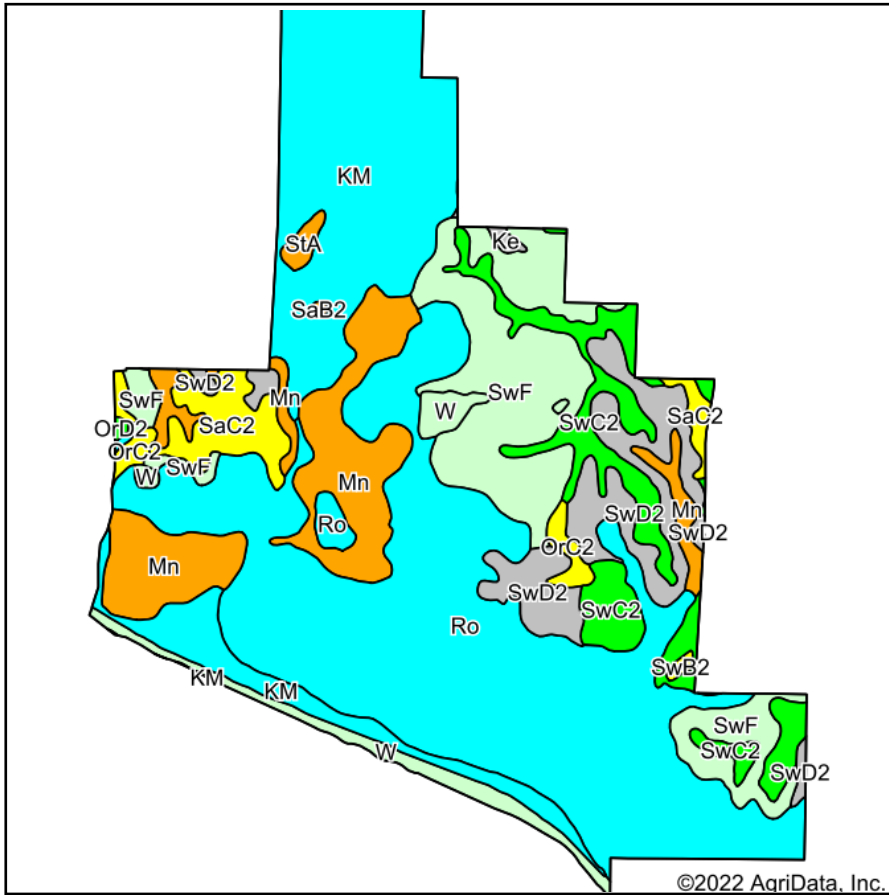 KM
StA
Ke
SaB2
SwD2
SwF
Mn
SwF
W
SaC2
SwC2
OrD2
SaC2
OrC2
SwF
W
Mn
Ro
SwD2
Mn
SwD2
OrC2
Mn
SwD2
SwC2
Ro
SwB2
KM
KM
SwF
W
SwC2
SwD2
©2022 AgriData, Inc.